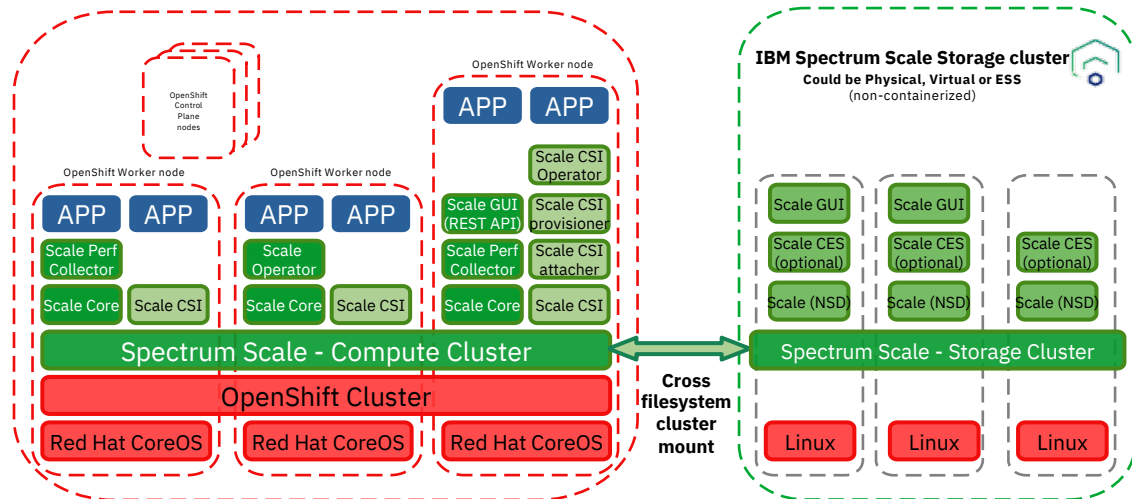 OpenShift
Control
Plane
nodes
OpenShift Worker node
APP APP
Scale Perf
Collector
Scale Core
Scale CSI
OpenShift Worker node
APP APP
Scale
Operator
Scale Core
Scale CSI
OpenShift Worker node
APP APP
Scale CSI
Operator
Scale GUI
(REST API)
Scale CSI
provisioner
Scale Perf
Collector
Scale CSI
attacher
Scale Core
Scale CSI
Spectrum Scale - Compute Cluster
OpenShift Cluster
Red Hat CoreOS
Red Hat CoreOS
Red Hat CoreOS
Cross
filesystem
cluster
mount
IBM Spectrum Scale Storage cluster
Could be Physical, Virtual or ESS
(non-containerized)
Scale GUI
Scale GUI
Scale CES
(optional)
Scale CES
(optional)
Scale CES
(optional)
Scale (NSD)
Scale (NSD)
Scale (NSD)
Spectrum Scale - Storage Cluster
Linux
Linux
Linux